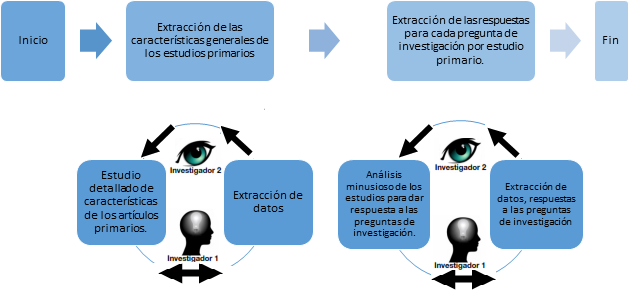 Inicio
Extracción de las
características generales de
los estudios primarios
Extracción de las respuestas
para cada pregunta de
investigación por estudio
primario.
Fin
Investigador 2
Estudio
detallado de
características
de los artículos
primarios.
Extracción de
datos
Investigador 1
Investigador 2
Análisis
minusioso de los
estudios para dar
respuesta a las
preguntas de
investigación.
Extracción de
datos, respuestas
a las preguntas
de investigación
Investigador 1